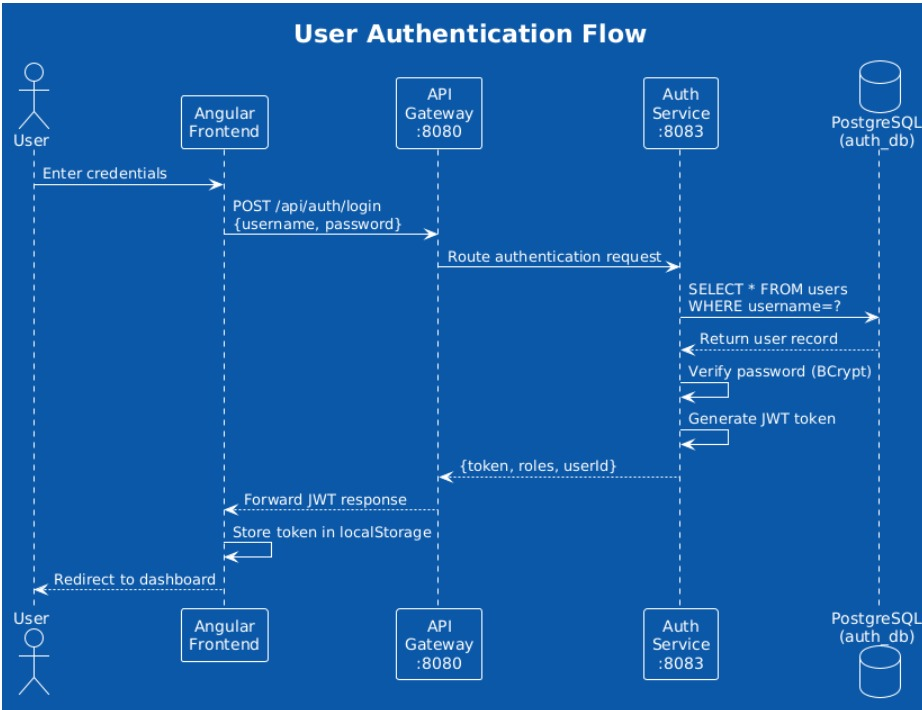 User Authentication Flow
User
Angular
Frontend
API
Gateway
:8080
Auth
Service
:8083
PostgreSQL
(auth_db)
Enter credentials
POST /api/auth/login
{username, password}
Route authentication request
SELECT * FROM users
WHERE username=?
Return user record
Verify password (BCrypt)
Generate JWT token
{token, roles, userId}
Forward JWT response
Store token in localStorage
Redirect to dashboard
User
Angular
Frontend
API
Gateway
:8080
Auth
Service
:8083
PostgreSQL
(auth_db)